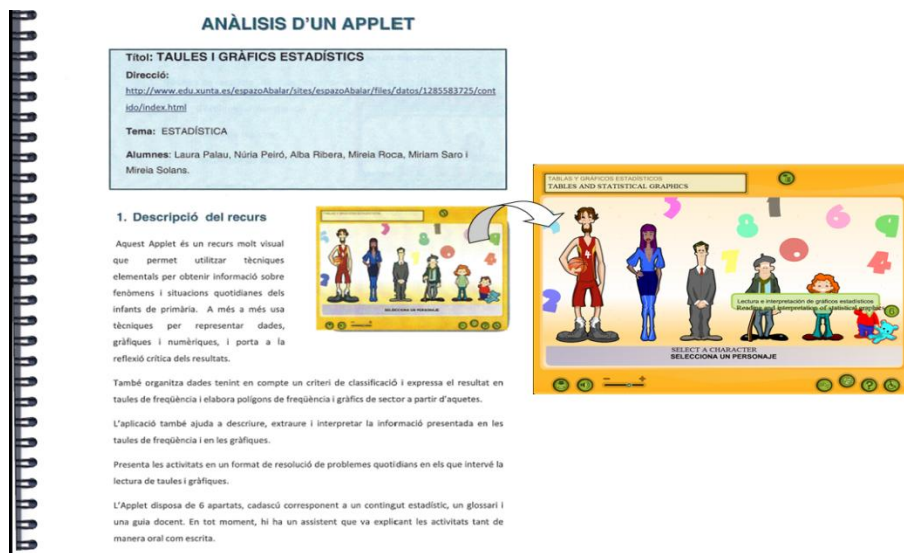 ANÀLISIS D'UN APPLET
Títol: TAULES I GRÀFICS ESTADÍSTICS
Direcció:
http://www.edu.xunta.es/espazoAbalar/sites/espazoAbalar/files/datos/1285583725/cont
ido/index.html
Tema: ESTADÍSTICA
Alumnes: Laura Palau, Núria Peiró, Alba Ribera, Mireia Roca, Miriam Saro i
Mireia Solans.
1. Descripció del recurs
Aquest Applet és un recurs molt visual
que permet utilitzar tècniques
elementals per obtenir informació sobre
fenòmens i situacions quotidianes dels
infants de primària. A més a més usa
tècniques per representar dades,
gràfiques i numèriques, i porta a la
reflexió crítica dels resultats.
També organitza dades tenint en compte un criteri de classificació i expressa el resultat en
taules de freqüència i elabora polígons de freqüència i gràfics de sector a partir d'aquetes.
L'aplicació també ajuda a descriure, extraure i interpretar la informació presentada en les
taules de freqüència i en les gràfiques.
Presenta les activitats en un format de resolució de problemes quotidians en els que intervé la
lectura de taules i gràfiques.
L'Applet disposa de 6 apartats, cadascú corresponent a un contingut estadístic, un glossari i
una guia docent. En tot moment, hi ha un assistent que va explicant les activitats tant de
manera oral com escrita.
SELECCIONA UN PERSONAJE
TABLAS Y GRÁFICOS ESTADÍSTICOS
TABLES AND STATISTICAL GRAPHICS
Lectura e interpretación de gráficos estadísticos
Reading and interpretation of statistical graphics
SELECT A CHARACTER
SELECCIONA UN PERSONAJE